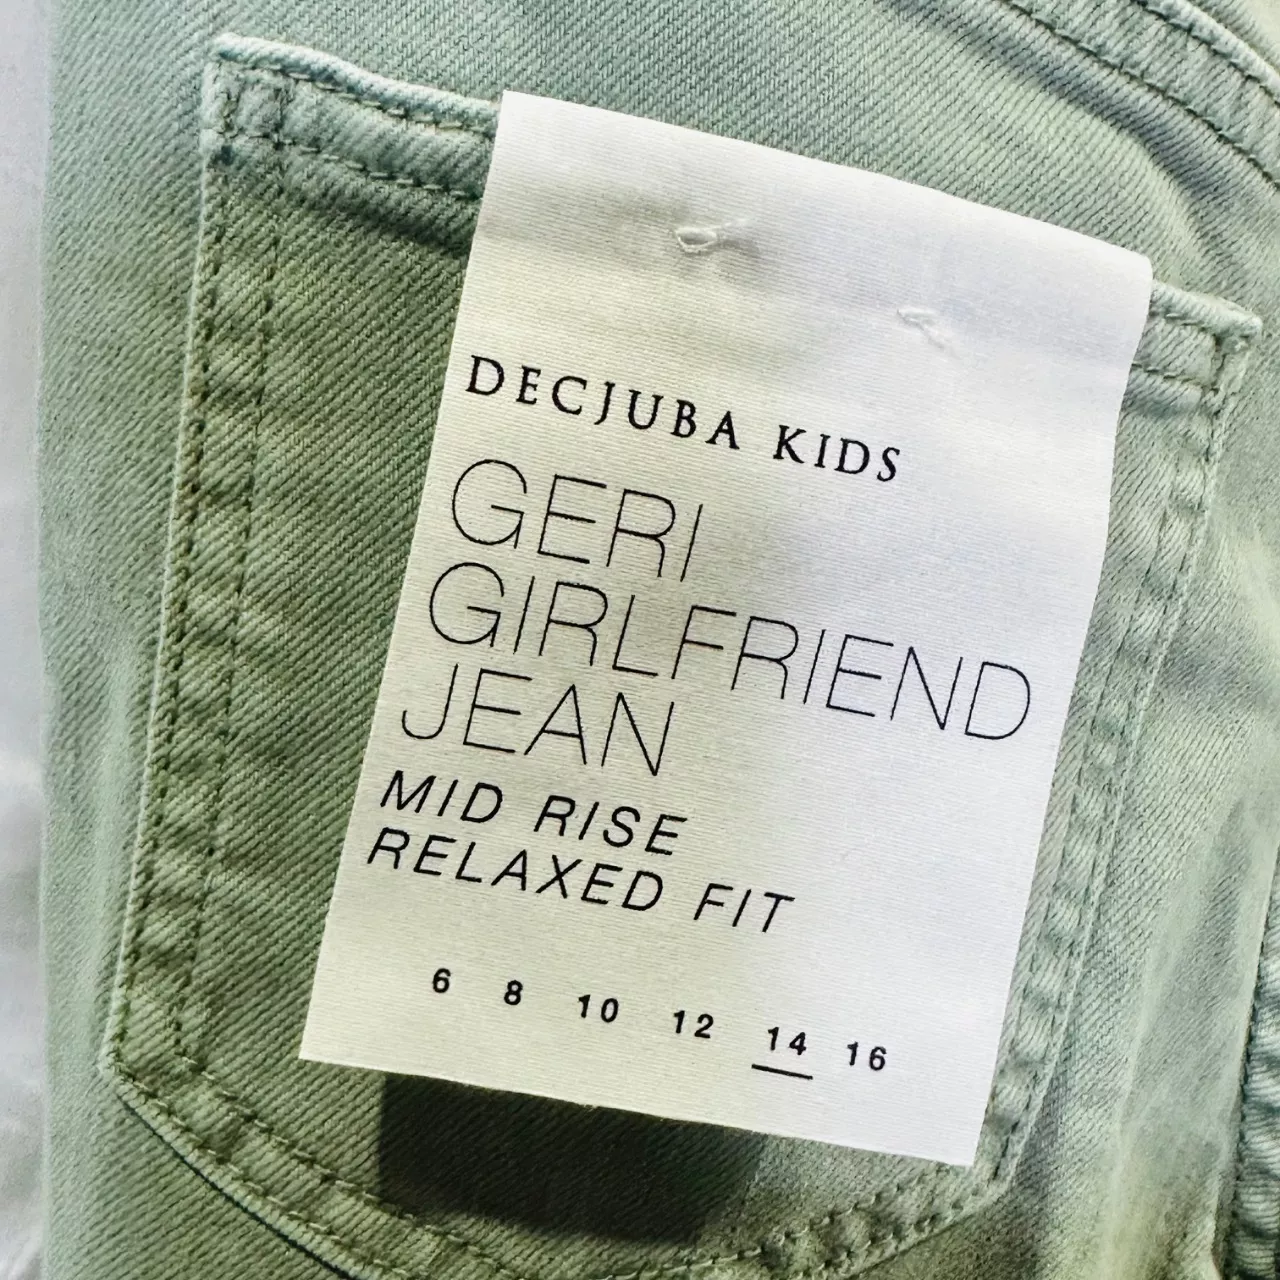 DECJUBA KIDS
GERI
GIRLFRIEND
JEAN
MID RISE
RELAXED FIT
6 8 10 12 14 16